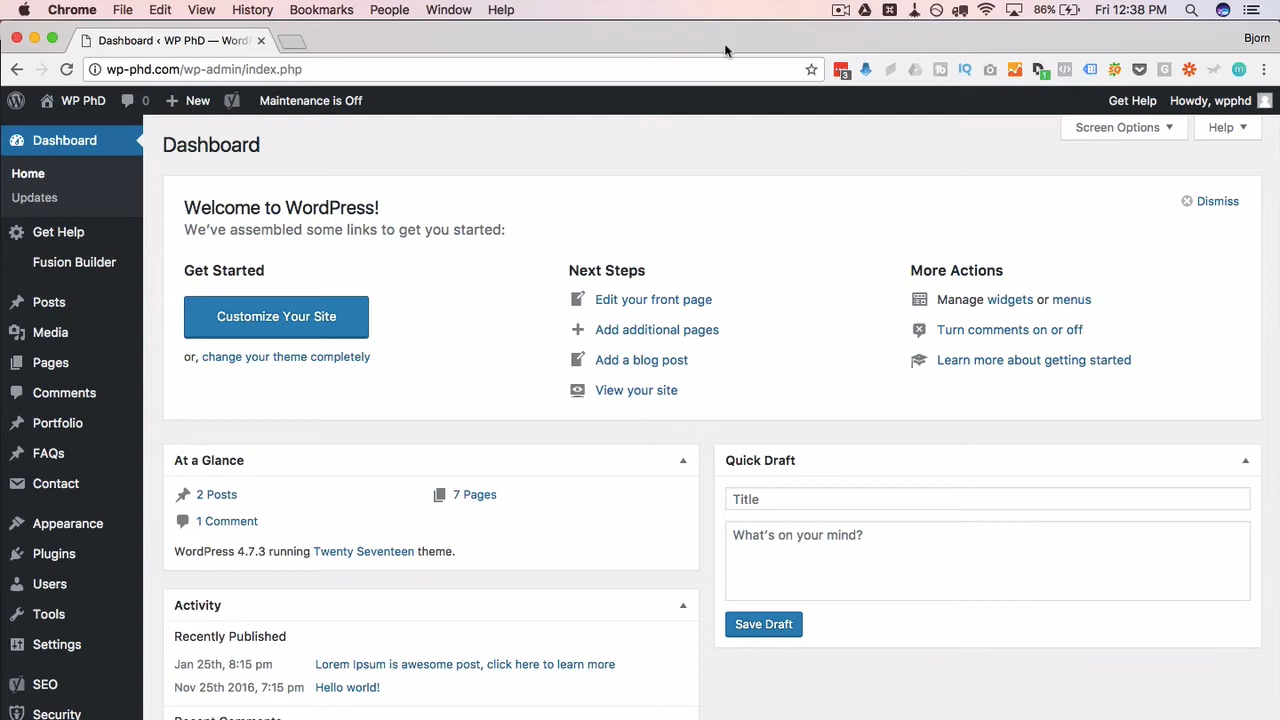 Chrome File Edit View History Bookmarks People Window Help 86% Fri 12:38 PM
Dashboard ‹ WP PhD — Word Bjorn
wp-phd.com/wp-admin/index.php 3 1
WP PhD 0 New Maintenance is Off Get Help Howdy, wpphd
Dashboard
Home
Updates
Get Help
Fusion Builder
Posts
Media
Pages
Comments
Portfolio
FAQs
Contact
Appearance
Plugins
Users
Tools
Settings
SEO
Security
Screen Options Help
Dashboard
Welcome to WordPress!
We've assembled some links to get you started:
Dismiss
Get Started
Customize Your Site
or, change your theme completely
Next Steps
Edit your front page
Add additional pages
Add a blog post
View your site
More Actions
Manage widgets or menus
Turn comments on or off
Learn more about getting started
At a Glance
2 Posts 7 Pages
1 Comment
WordPress 4.7.3 running Twenty Seventeen theme.
Activity
Recently Published
Jan 25th, 8:15 pm Lorem Ipsum is awesome post, click here to learn more
Nov 25th 2016, 7:15 pm Hello world!
Recent Comments
Quick Draft
Title
What's on your mind?
Save Draft